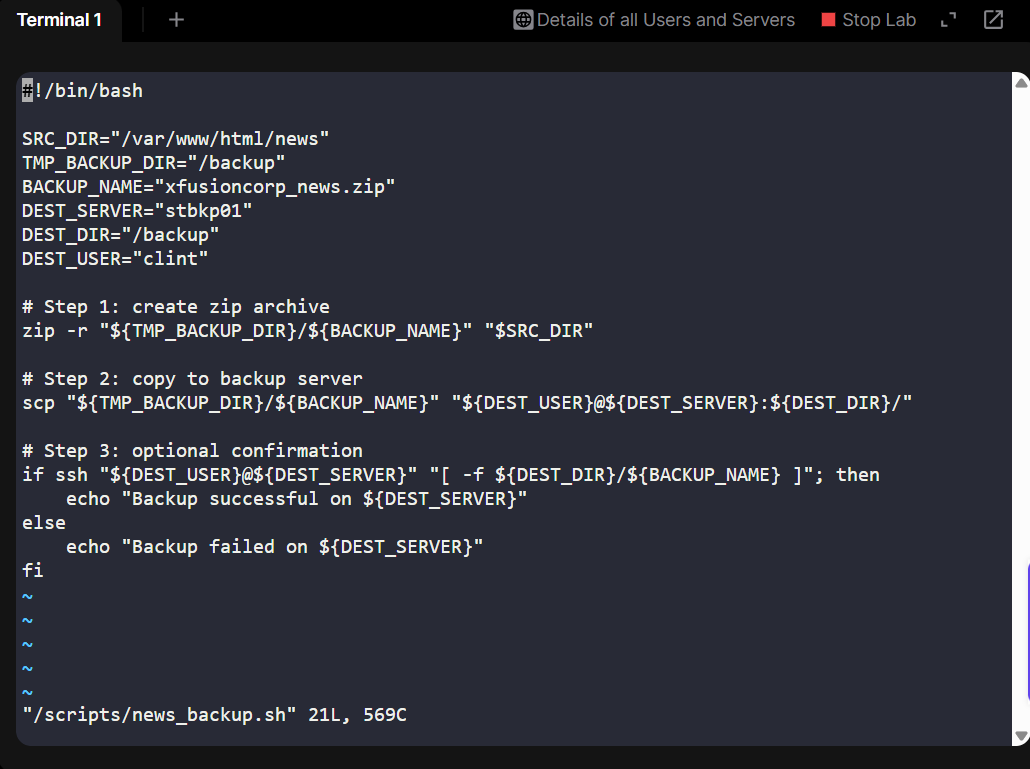 Terminal 1 + Details of all Users and Servers Stop Lab
#!/bin/bash
SRC_DIR="/var/www/html/news"
TMP_BACKUP_DIR="/backup"
BACKUP_NAME="xfusioncorp_news.zip"
DEST_SERVER="stbkp01"
DEST_DIR="/backup"
DEST_USER="clint"
# Step 1: create zip archive
zip -r "${TMP_BACKUP_DIR}/${BACKUP_NAME}" "$SRC_DIR"
# Step 2: copy to backup server
scp "${TMP_BACKUP_DIR}/${BACKUP_NAME}" "${DEST_USER}@${DEST_SERVER}:${DEST_DIR}/"
# Step 3: optional confirmation
if ssh "${DEST_USER}@${DEST_SERVER}" "[ -f ${DEST_DIR}/${BACKUP_NAME} ]"; then
    echo "Backup successful on ${DEST_SERVER}"
else
    echo "Backup failed on ${DEST_SERVER}"
fi
~
~
~
~
~
"/scripts/news_backup.sh" 21L, 569C